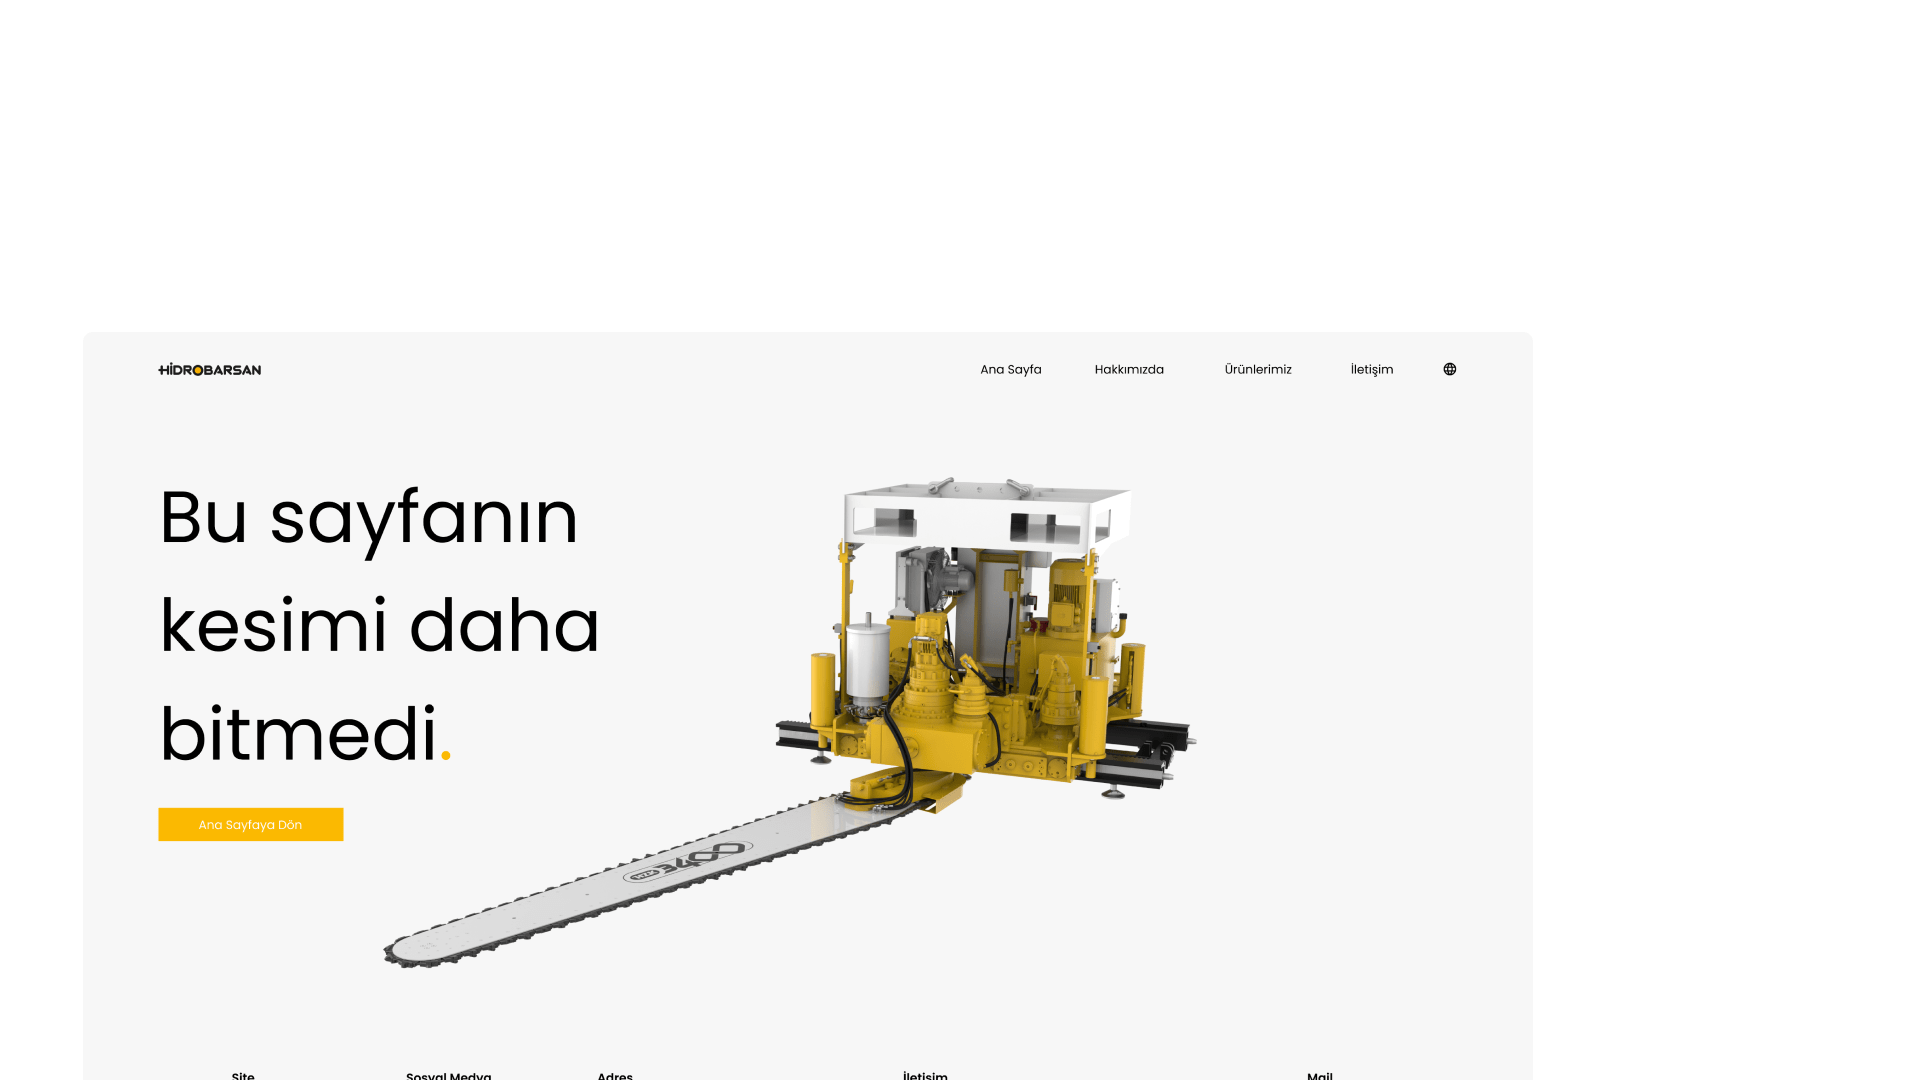 HİDROBARSAN
Ana Sayfa Hakkımızda Ürünlerimiz İletişim
Bu sayfanın
kesimi daha
bitmedi.
Ana Sayfaya Dön
3400
Site Sosyal Medya Adres İletişim Mail